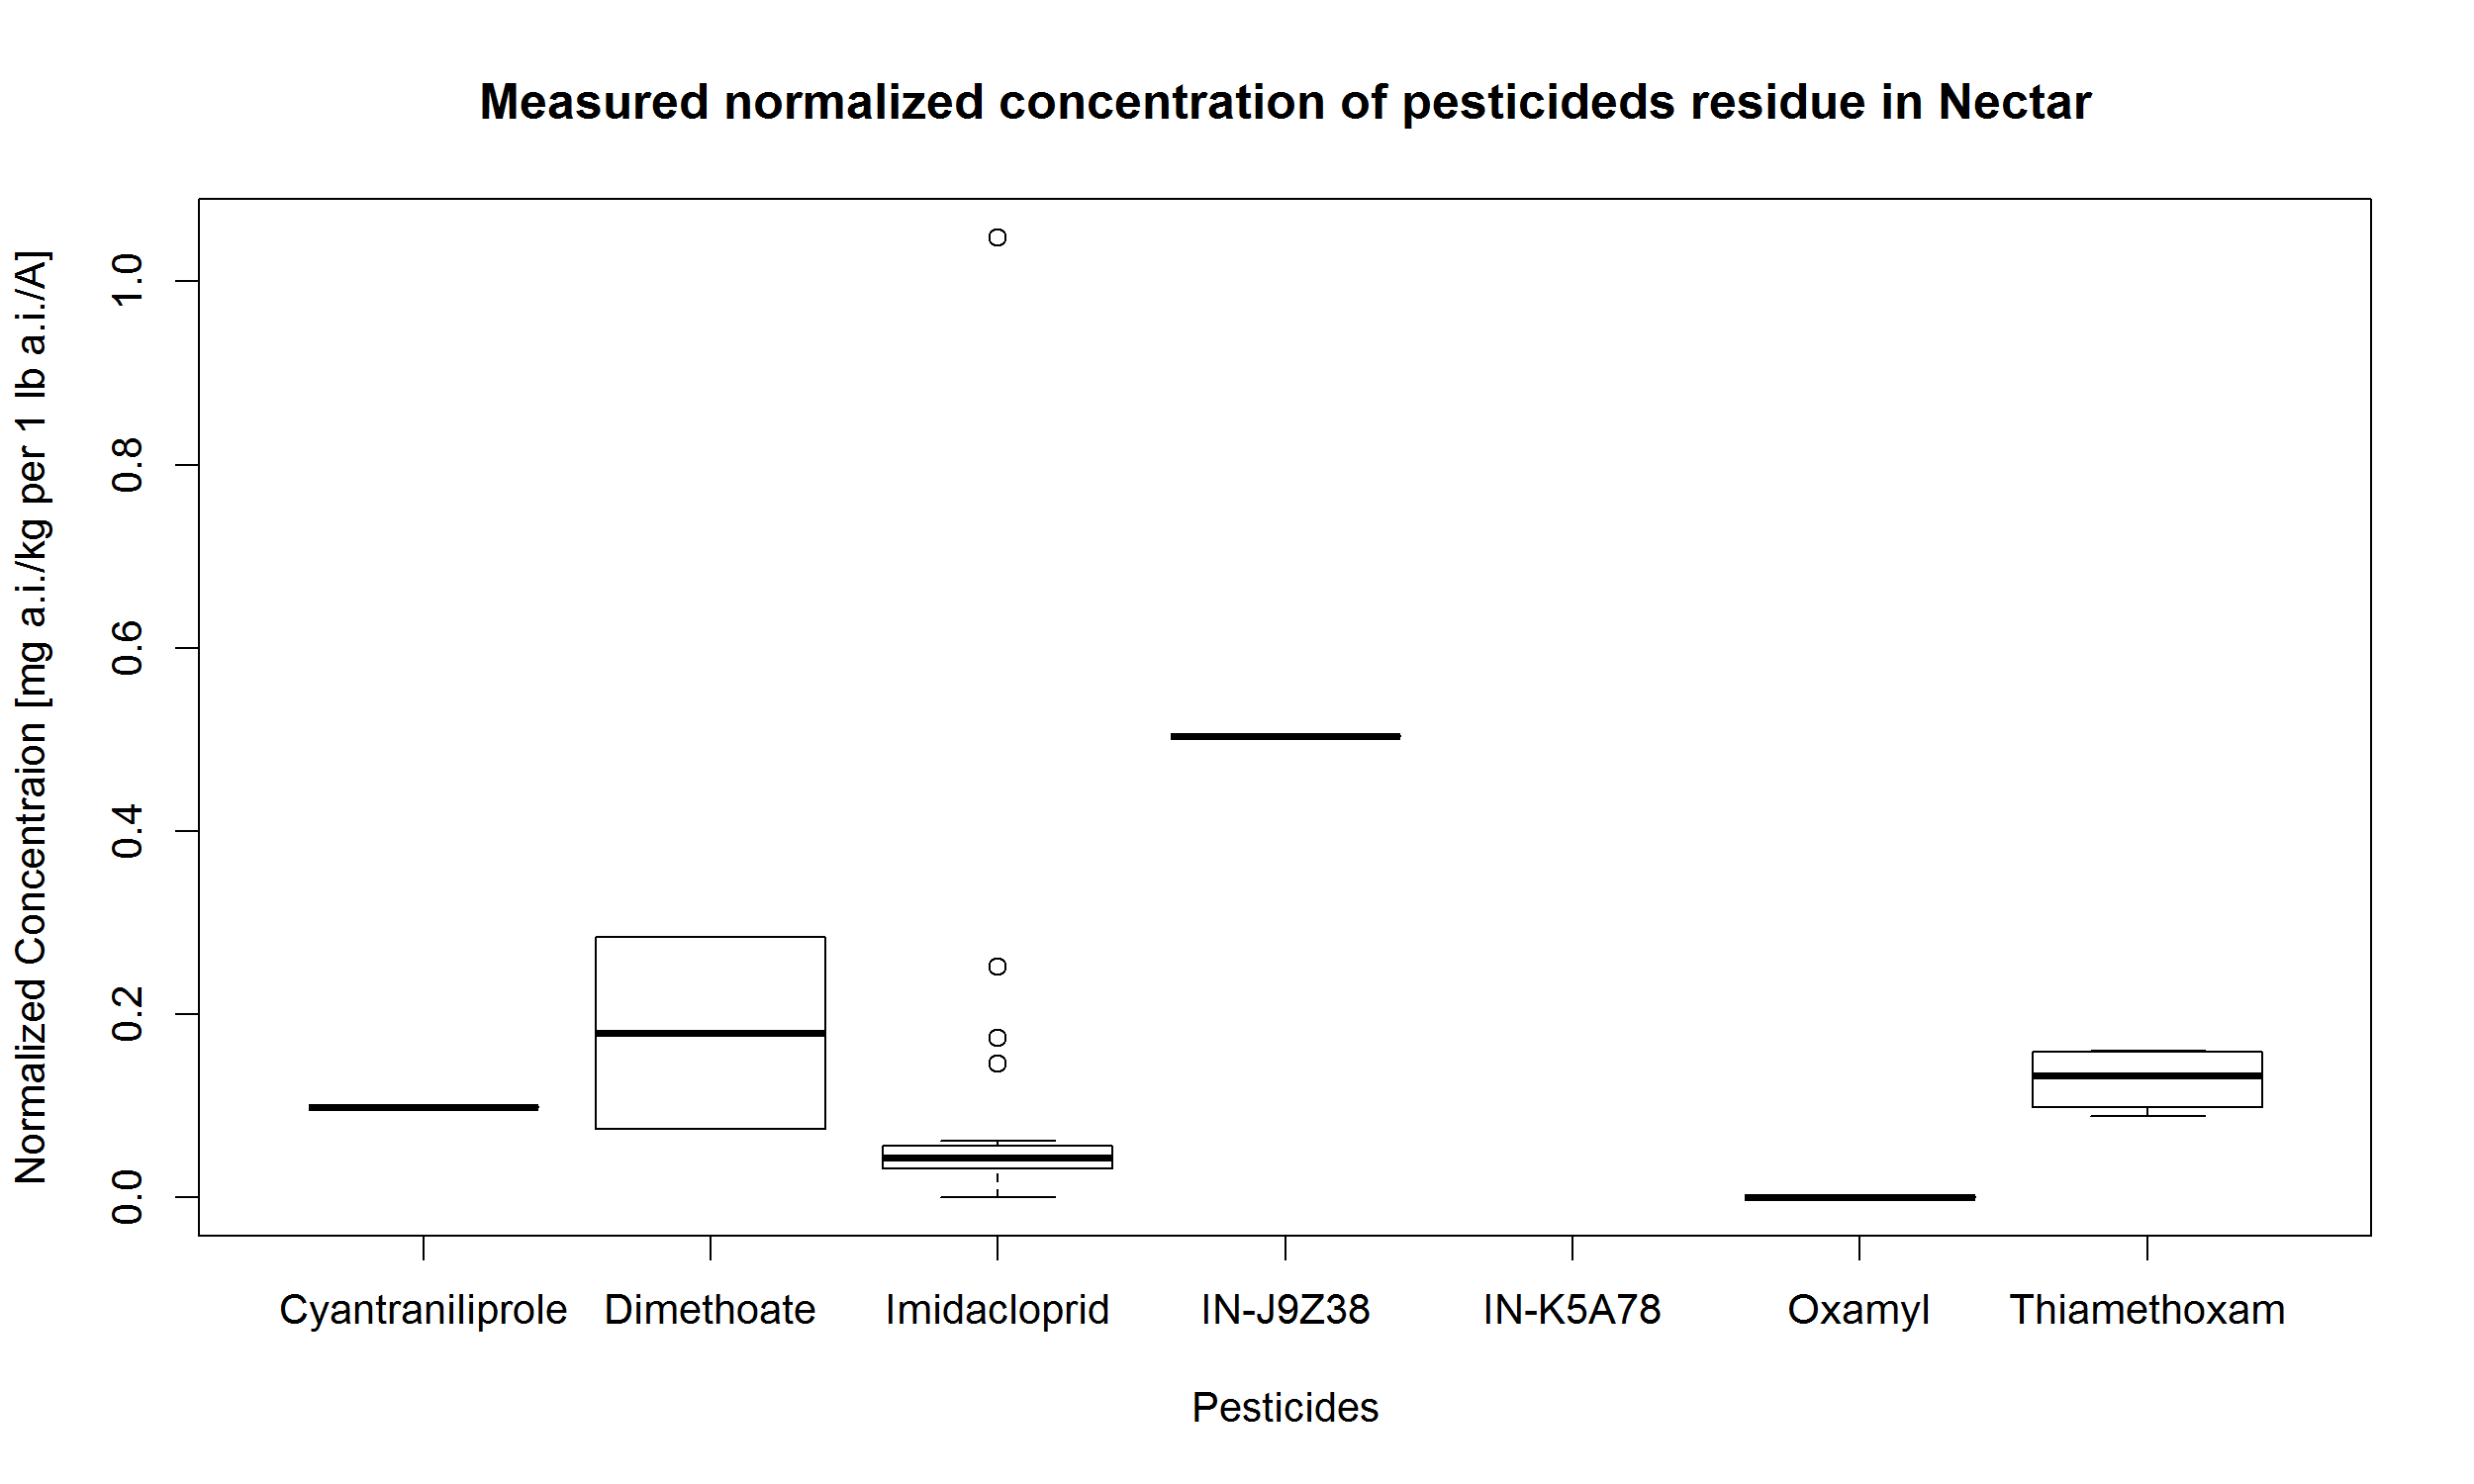 Measured normalized concentration of pesticideds residue in Nectar
Normalized Concentraion [mg a.i./kg per 1 lb a.i./A]
1.0
0.8
0.6
0.4
0.2
0.0
Cyantraniliprole Dimethoate Imidacloprid IN-J9Z38 IN-K5A78 Oxamyl Thiamethoxam
Pesticides